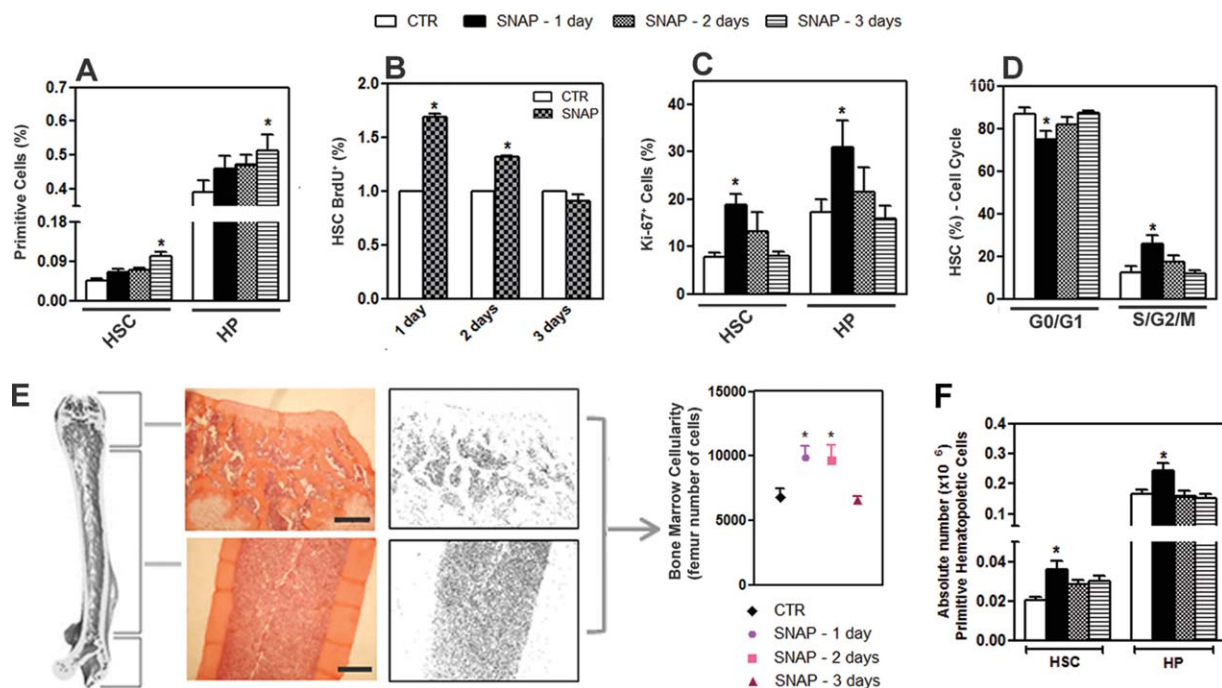 CTR SNAP - 1 day SNAP - 2 days SNAP - 3 days
A
Primitive Cells (%)
0.7
0.6
0.5
0.4
0.3
0.18
0.09
0.00
*
*
HSC
HP
B
HSC BrdU⁺ (%)
2.0
1.5
1.0
0.5
0.0
CTR
SNAP
*
*
1 day
2 days
3 days
C
Ki-67⁺ Cells (%)
40
30
20
10
0
*
*
HSC
HP
D
HSC (%) - Cell Cycle
100
80
60
40
20
0
*
*
G0/G1
S/G2/M
E
Bone Marrow Cellularity
(femur number of cells)
15000
10000
5000
0
* *
CTR
SNAP - 1 day
SNAP - 2 days
SNAP - 3 days
F
Absolute number (x10⁻⁶)
Primitive Hematopoietic Cells
0.4
0.3
0.2
0.1
0.04
0.02
0.00
*
*
HSC
HP